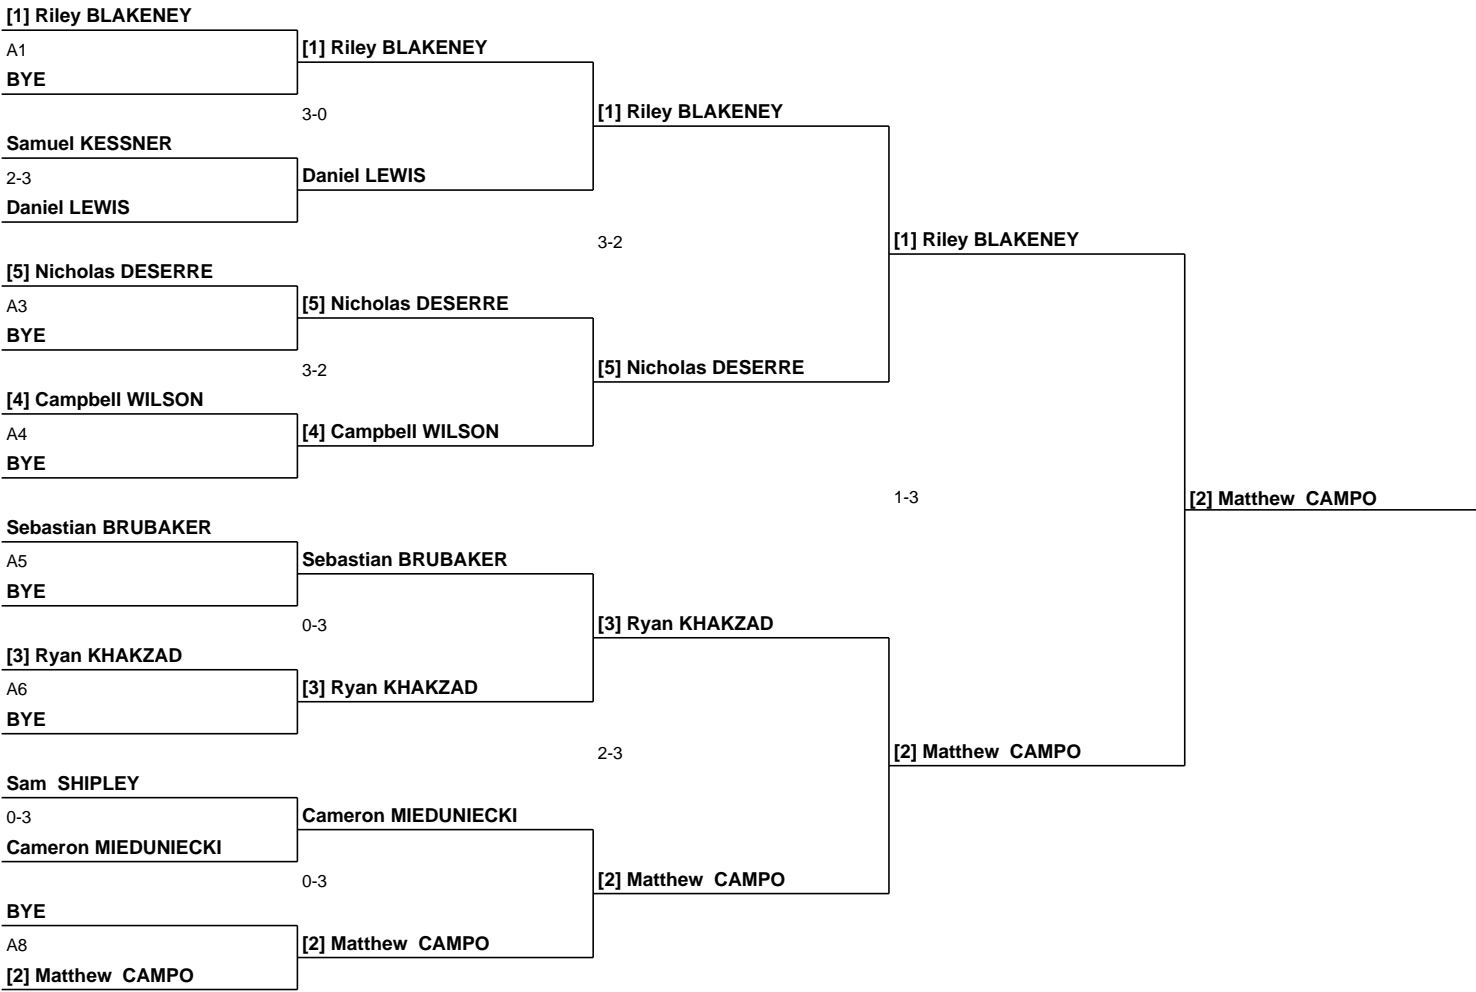 [1] Riley BLAKENEY
A1
BYE
[1] Riley BLAKENEY
3-0
Samuel KESSNER
2-3
Daniel LEWIS
Daniel LEWIS
[1] Riley BLAKENEY
3-2
[5] Nicholas DESERRE
A3
BYE
[5] Nicholas DESERRE
3-2
[4] Campbell WILSON
A4
BYE
[4] Campbell WILSON
[5] Nicholas DESERRE
[1] Riley BLAKENEY
1-3
Sebastian BRUBAKER
A5
BYE
Sebastian BRUBAKER
0-3
[3] Ryan KHAKZAD
A6
BYE
[3] Ryan KHAKZAD
[3] Ryan KHAKZAD
2-3
Sam SHIPLEY
0-3
Cameron MIEDUNIECKI
Cameron MIEDUNIECKI
0-3
BYE
A8
[2] Matthew CAMPO
[2] Matthew CAMPO
[2] Matthew CAMPO
[2] Matthew CAMPO
[2] Matthew CAMPO